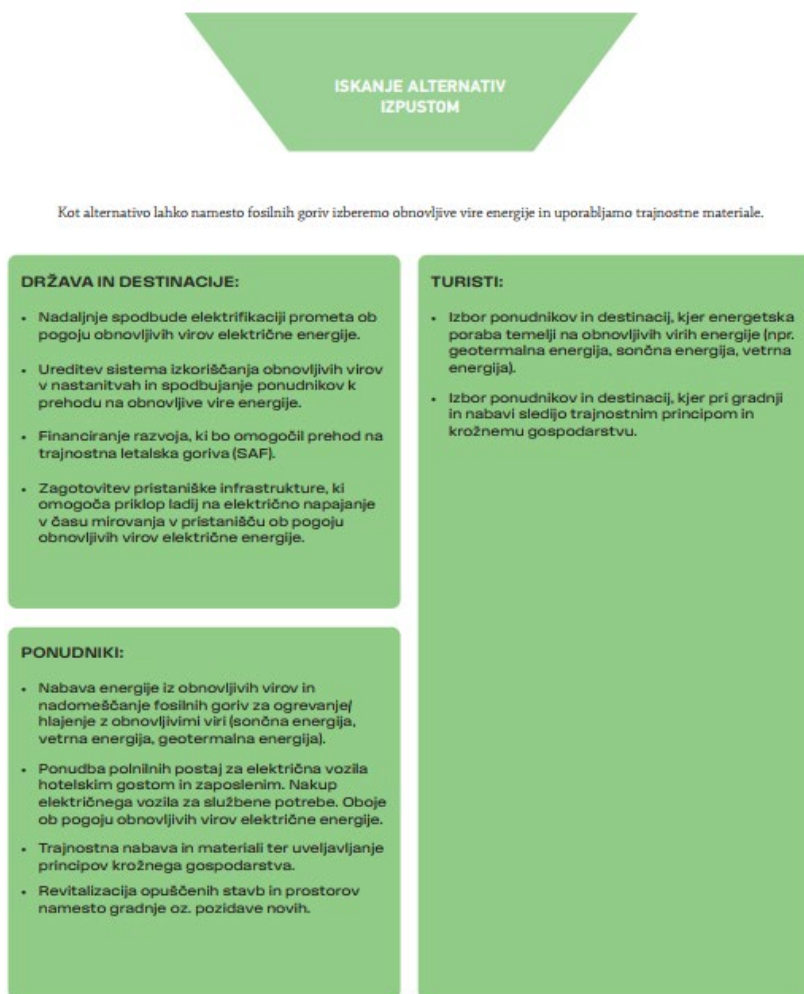 ISKANJE ALTERNATIV
IZPUSTOM
Kot alternativo lahko namesto fosilnih goriv izberemo obnovljive vire energije in uporabljamo trajnostne materiale.
DRŽAVA IN DESTINACIJE:
• Nadaljnje spodbude elektrifikaciji prometa ob
pogoju obnovljivih virov električne energije.
• Ureditev sistema izkoriščanja obnovljivih virov
v nastanitvah in spodbujanje ponudnikov k
prehodu na obnovljive vire energije.
• Financiranje razvoja, ki bo omogočil prehod na
trajnostna letalska goriva (SAF).
• Zagotovitev pristaniške infrastrukture, ki
omogoča priklop ladij na električno napajanje
v času mirovanja v pristanišču ob pogoju
obnovljivih virov električne energije.
PONUDNIKI:
• Nabava energije iz obnovljivih virov in
nadomeščanje fosilnih goriv za ogrevanje/
hlajenje z obnovljivimi viri (sončna energija,
vetrna energija, geotermalna energija).
• Ponudba polnilnih postaj za električna vozila
hotelskim gostom in zaposlenim. Nakup
električnega vozila za službene potrebe. Oboje
ob pogoju obnovljivih virov električne energije.
• Trajnostna nabava in materiali ter uveljavljanje
principov krožnega gospodarstva.
• Revitalizacija opuščenih stavb in prostorov
namesto gradnje oz. pozidave novih.
TURISTI:
• Izbor ponudnikov in destinacij, kjer energetska
poraba temelji na obnovljivih virih energije (npr.
geotermalna energija, sončna energija, vetrna
energija).
• Izbor ponudnikov in destinacij, kjer pri gradnji
in nabavi sledijo trajnostnim principom in
krožnemu gospodarstvu.